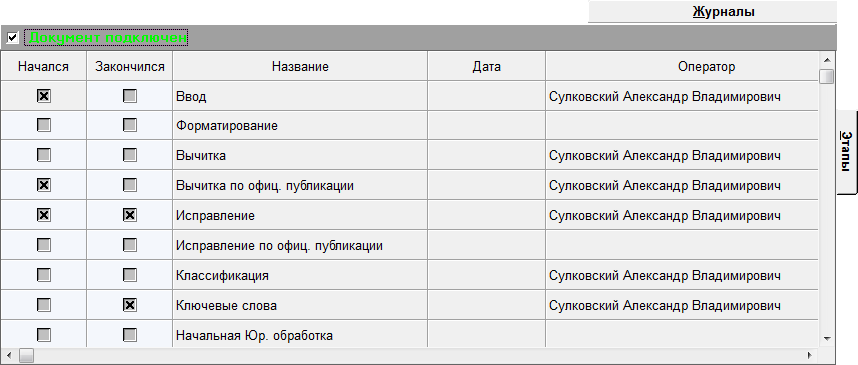 Журналы
Документ подключен
Начался Закончился Название Дата Оператор
Ввод Сулковский Александр Владимирович
Форматирование
Вычитка Сулковский Александр Владимирович
Вычитка по офиц. публикации Сулковский Александр Владимирович
Исправление Сулковский Александр Владимирович
Исправление по офиц. публикации
Классификация Сулковский Александр Владимирович
Ключевые слова Сулковский Александр Владимирович
Начальная Юр. обработка
Этапы